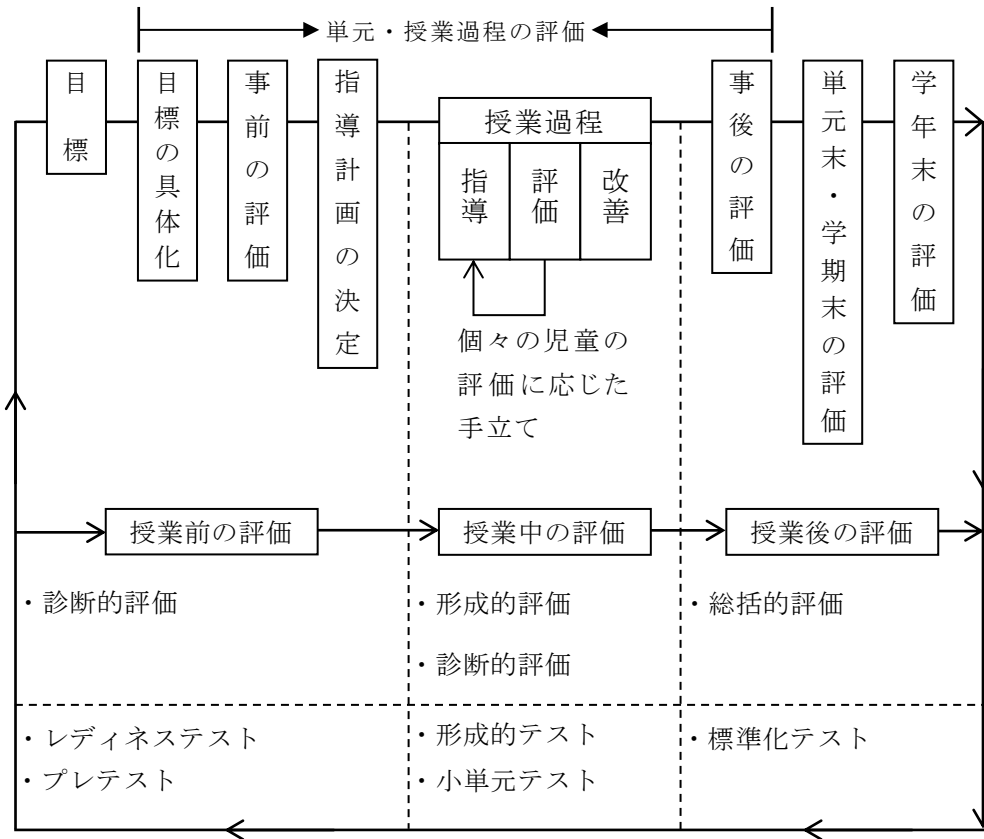 単元・授業過程の評価
目標
目標の具体化
事前の評価
指導計画の決定
授業過程
指導
評価
改善
個々の児童の
評価に応じた
手立て
事後の評価
単元末・学期末の評価
学年末の評価
授業前の評価
授業中の評価
授業後の評価
・診断的評価
・形成的評価
・診断的評価
・総括的評価
・レディネステスト
・プレテスト
・形成的テスト
・小単元テスト
・標準化テスト